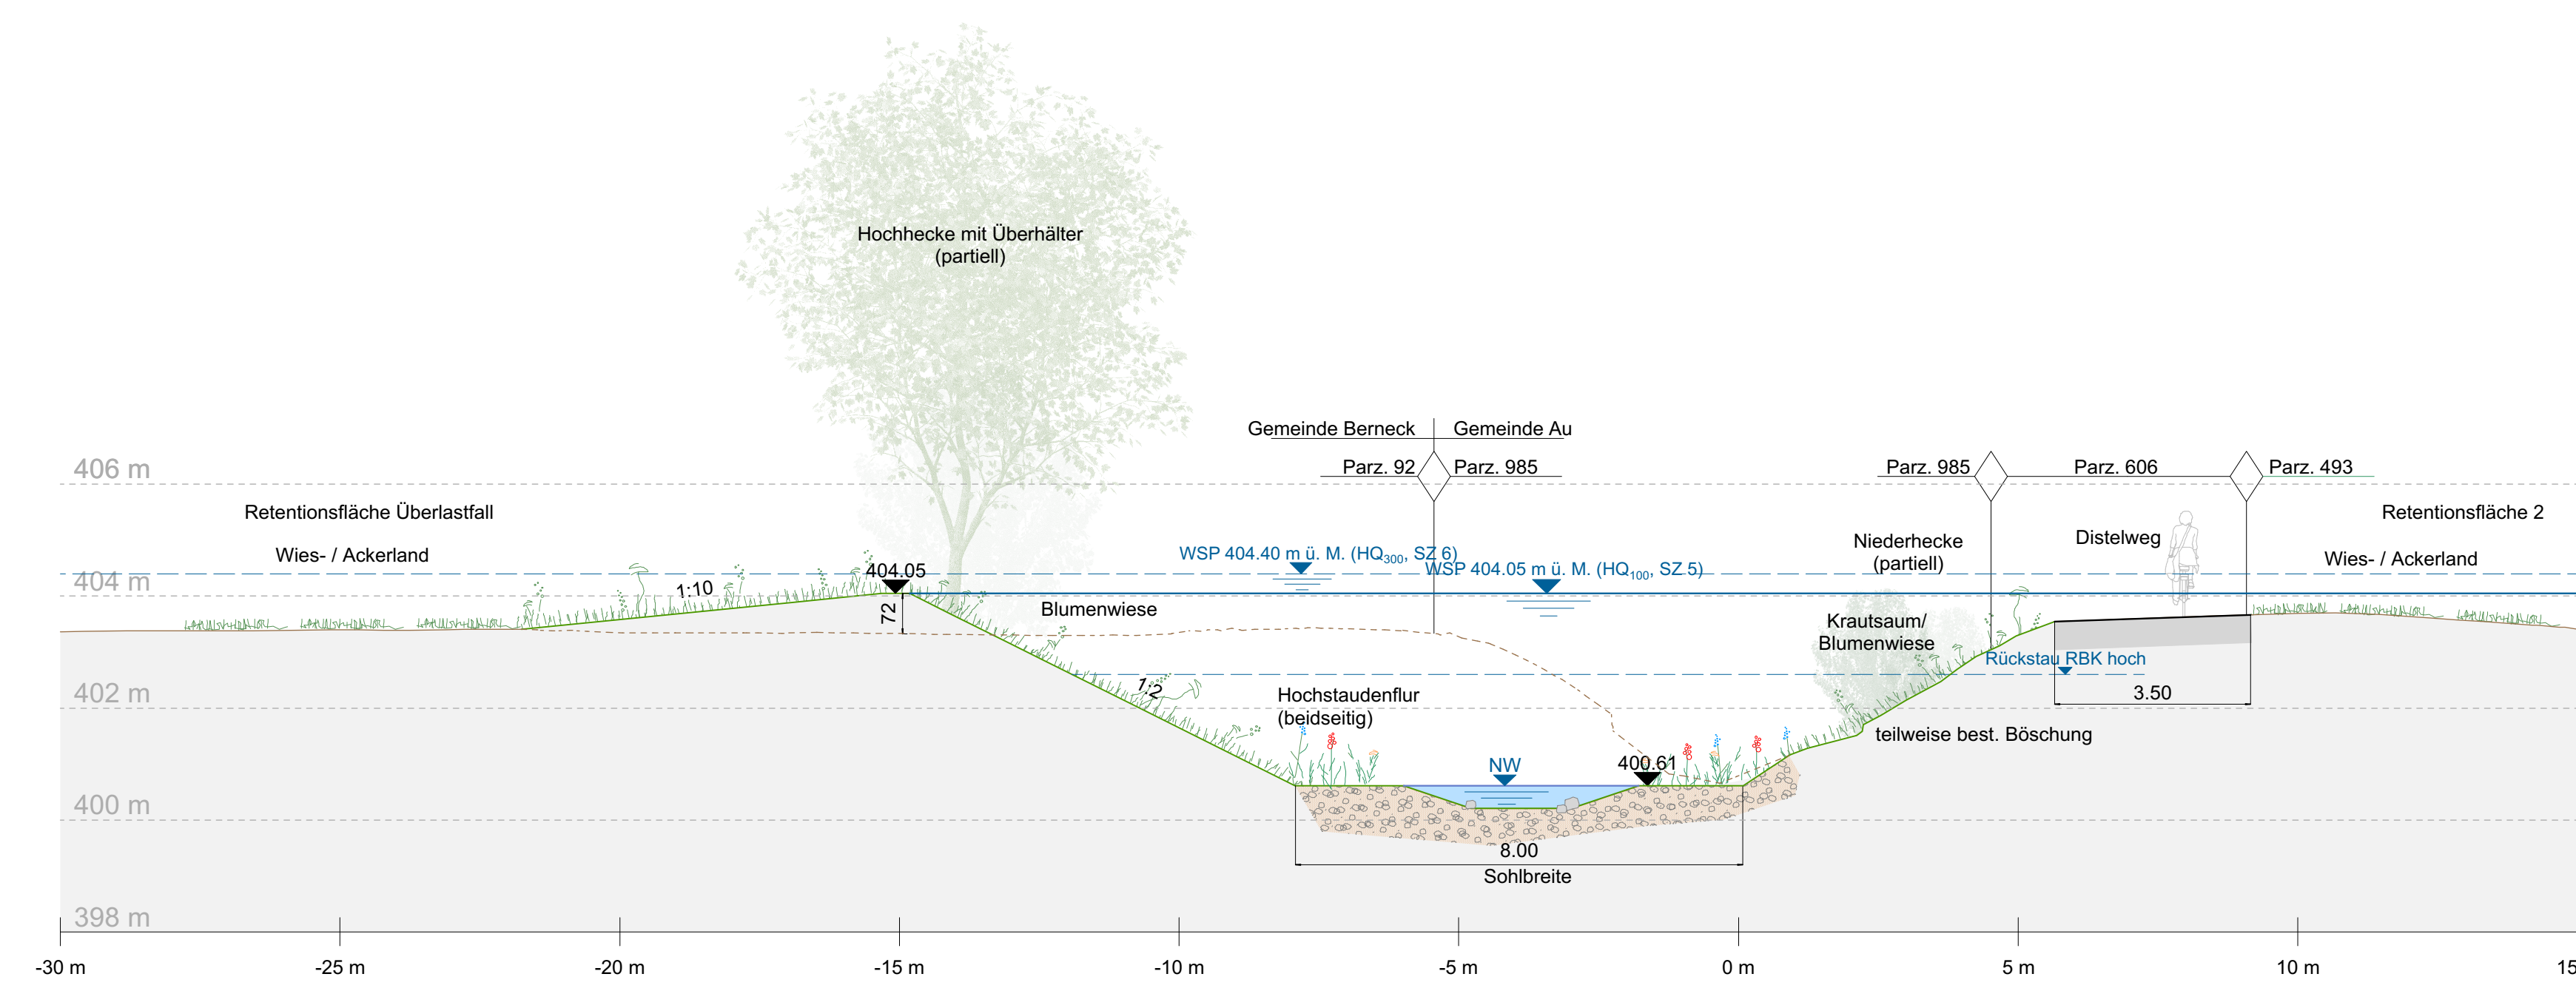 Hochhecke mit Überhälter
(partiell)
Gemeinde Berneck
Gemeinde Au
406 m
Parz. 92
Parz. 985
Parz. 985
Parz. 606
Parz. 493
Retentionsfläche Überlastfall
Retentionsfläche 2
Wies- / Ackerland
Niederhecke
(partiell)
Distelweg
Wies- / Ackerland
WSP 404.40 m ü. M. (HQ300, SZ 6)
WSP 404.05 m ü. M. (HQ100, SZ 5)
404 m
1:10
404.05
72
Blumenwiese
Krautsaum/
Blumenwiese
Rückstau RBK hoch
402 m
1:2
Hochstaudenflur
(beidseitig)
3.50
teilweise best. Böschung
NW
400.61
400 m
8.00
Sohlbreite
398 m
-30 m
-25 m
-20 m
-15 m
-10 m
-5 m
0 m
5 m
10 m
15